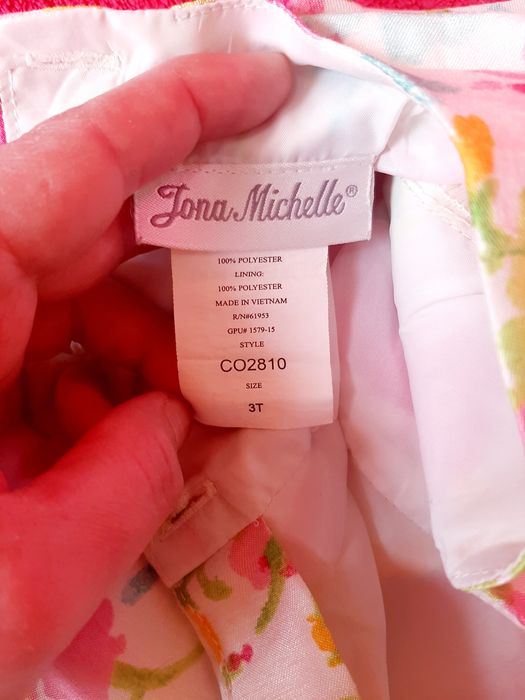 Jona Michelle®
100% POLYESTER
LINING:
100% POLYESTER
MADE IN VIETNAM
R/N#61953
GPU# 1579-15
STYLE
CO2810
SIZE
3T